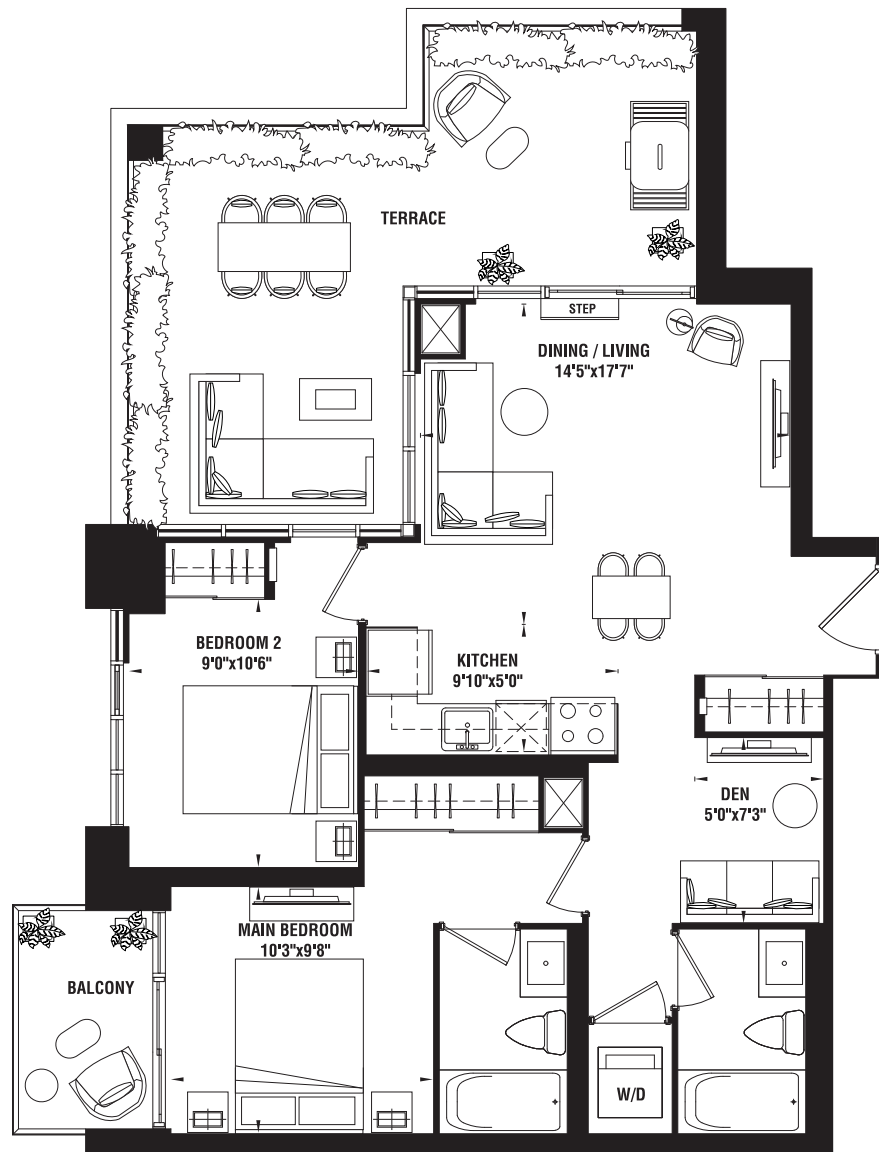 TERRACE
STEP
DINING / LIVING
14'5"x17'7"
BEDROOM 2
9'0"x10'6"
KITCHEN
9'10"x5'0"
DEN
5'0"x7'3"
MAIN BEDROOM
10'3"x9'8"
BALCONY
W/D